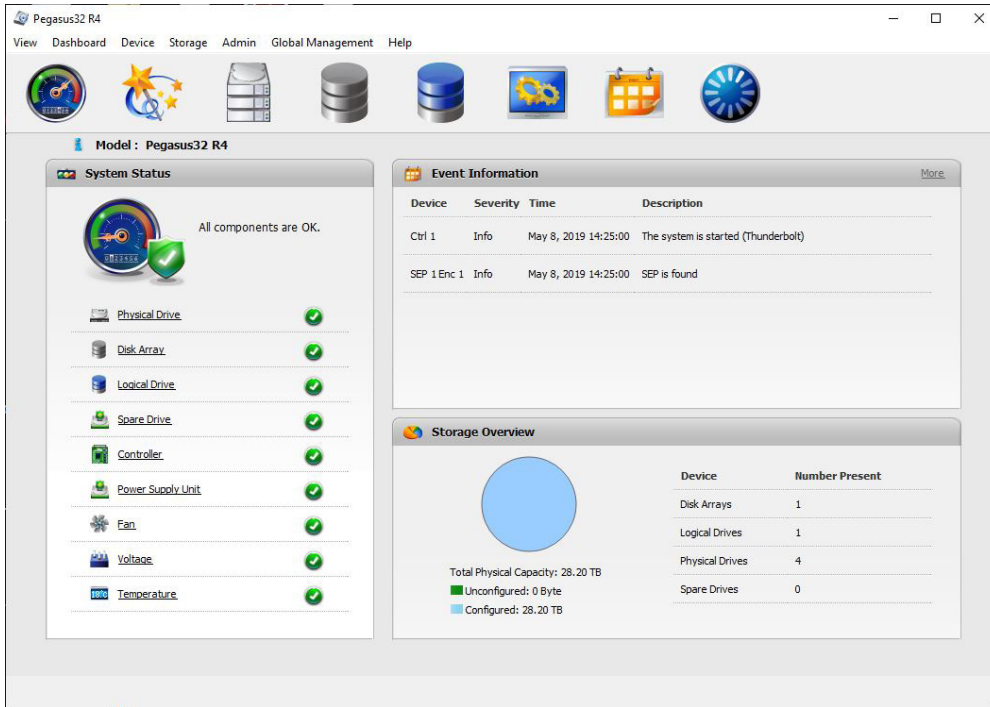 Pegasus32 R4
View Dashboard Device Storage Admin Global Management Help
Model : Pegasus32 R4
System Status
All components are OK.
Physical Drive
Disk Array
Logical Drive
Spare Drive
Controller
Power Supply Unit
Fan
Voltage
Temperature
Event Information More
Device Severity Time Description
Ctrl 1 Info May 8, 2019 14:25:00 The system is started (Thunderbolt)
SEP 1 Enc 1 Info May 8, 2019 14:25:00 SEP is found
Storage Overview
Total Physical Capacity: 28.20 TB
Unconfigured: 0 Byte
Configured: 28.20 TB
Device Number Present
Disk Arrays 1
Logical Drives 1
Physical Drives 4
Spare Drives 0